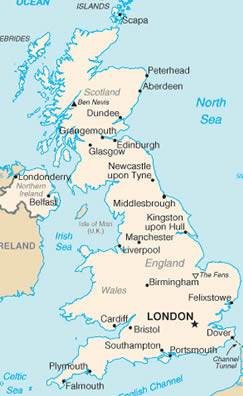 OCEAN
ISLANDS
Scapa
EBRIDES
Peterhead
Scotland
Aberdeen
Ben Nevis
North
Sea
Dundee
Grangemouth
Edinburgh
Glasgow
Newcastle
upon Tyne
Londonderry
Northern
Ireland
Belfast
Middlesbrough
Isle of Man
(U.K.)
Kingston
upon Hull
IRELAND
Irish
Sea
Manchester
Liverpool
England
The Fens
Birmingham
Wales
Felixstowe
Cardiff
LONDON
Bristol
Dover
Southampton
Portsmouth
Channel
Tunnel
Plymouth
Celtic
Sea
Falmouth
English Channel